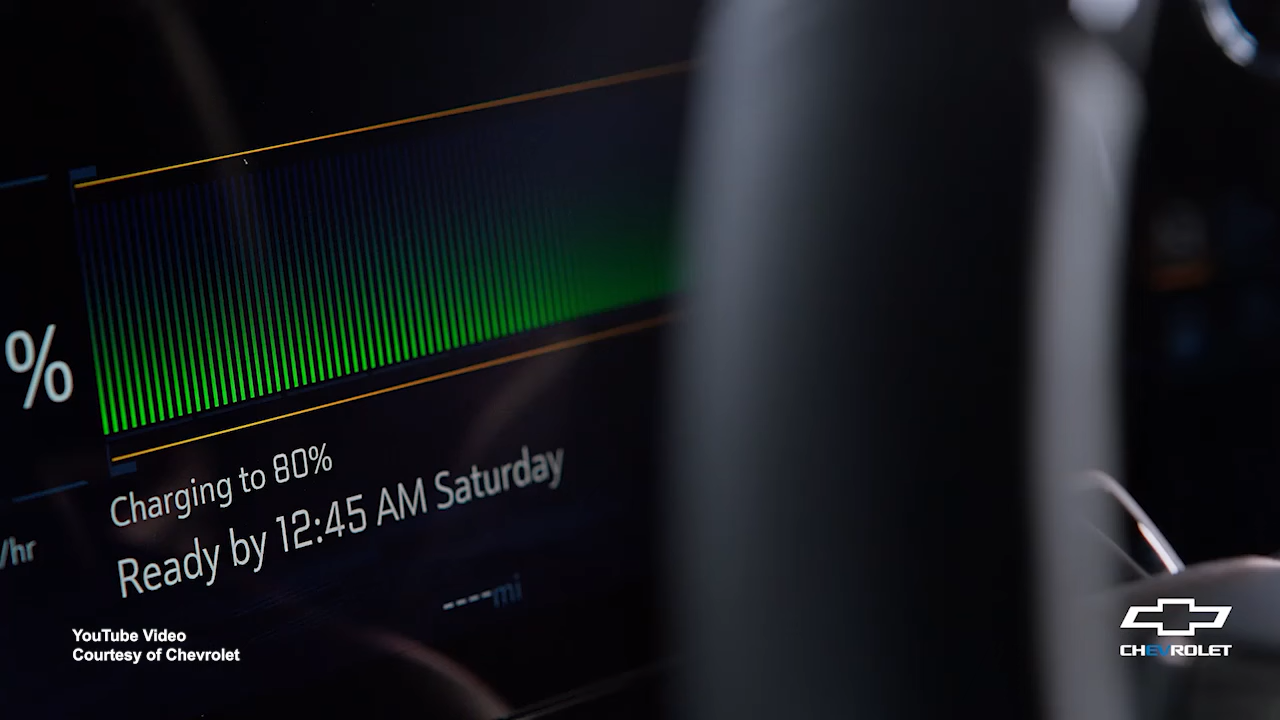 %
Charging to 80%
/hr
Ready by 12:45 AM Saturday
----mi
YouTube Video
Courtesy of Chevrolet
CHEVROLET